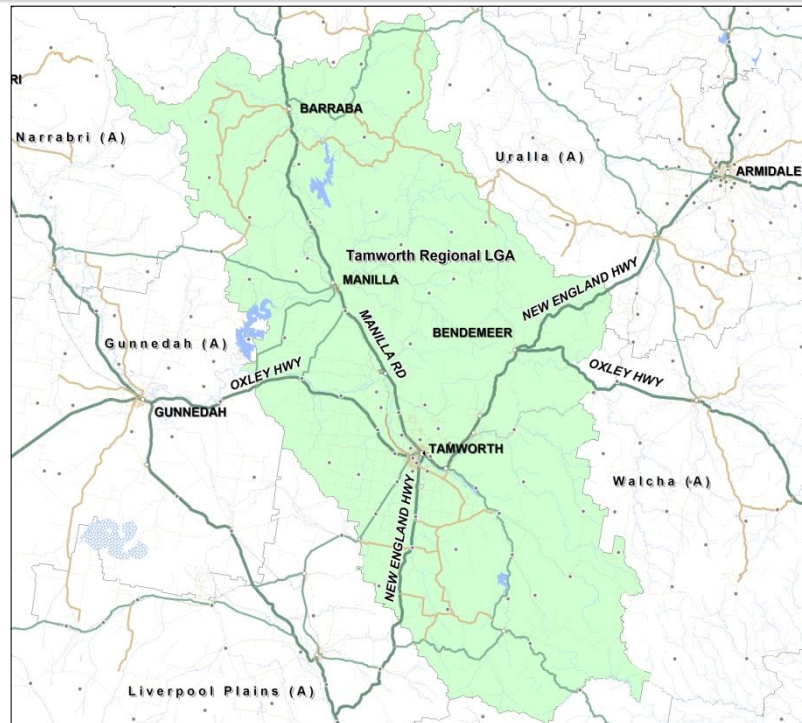 BARRABA
RI
Narrabri (A)
Uralla (A)
ARMIDALE
Tamworth Regional LGA
MANILLA
NEW ENGLAND HWY
MANILLA RD
BENDEMEER
Gunnedah (A)
OXLEY HWY
OXLEY HWY
GUNNEDAH
TAMWORTH
Walcha (A)
NEW ENGLAND HWY
Liverpool Plains (A)